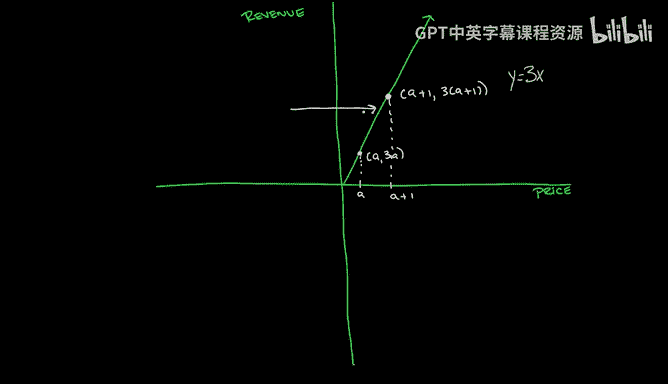 REVENUE
GPT中英字幕课程资源 bilibili
(a+1, 3(a+1)) y=3x
(a, 3a)
a a+1
PRICE